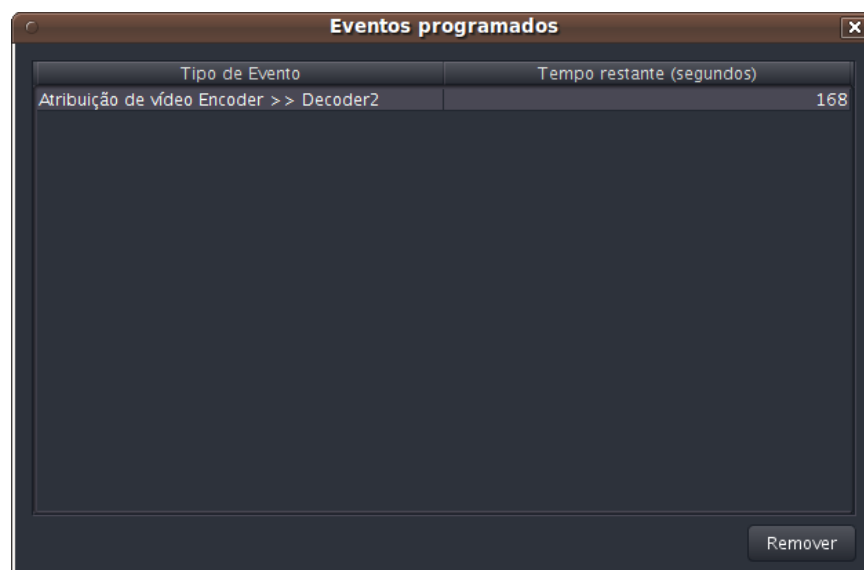 Eventos programados
Tipo de Evento Tempo restante (segundos)
Atribuição de vídeo Encoder >> Decoder2 168
Remover